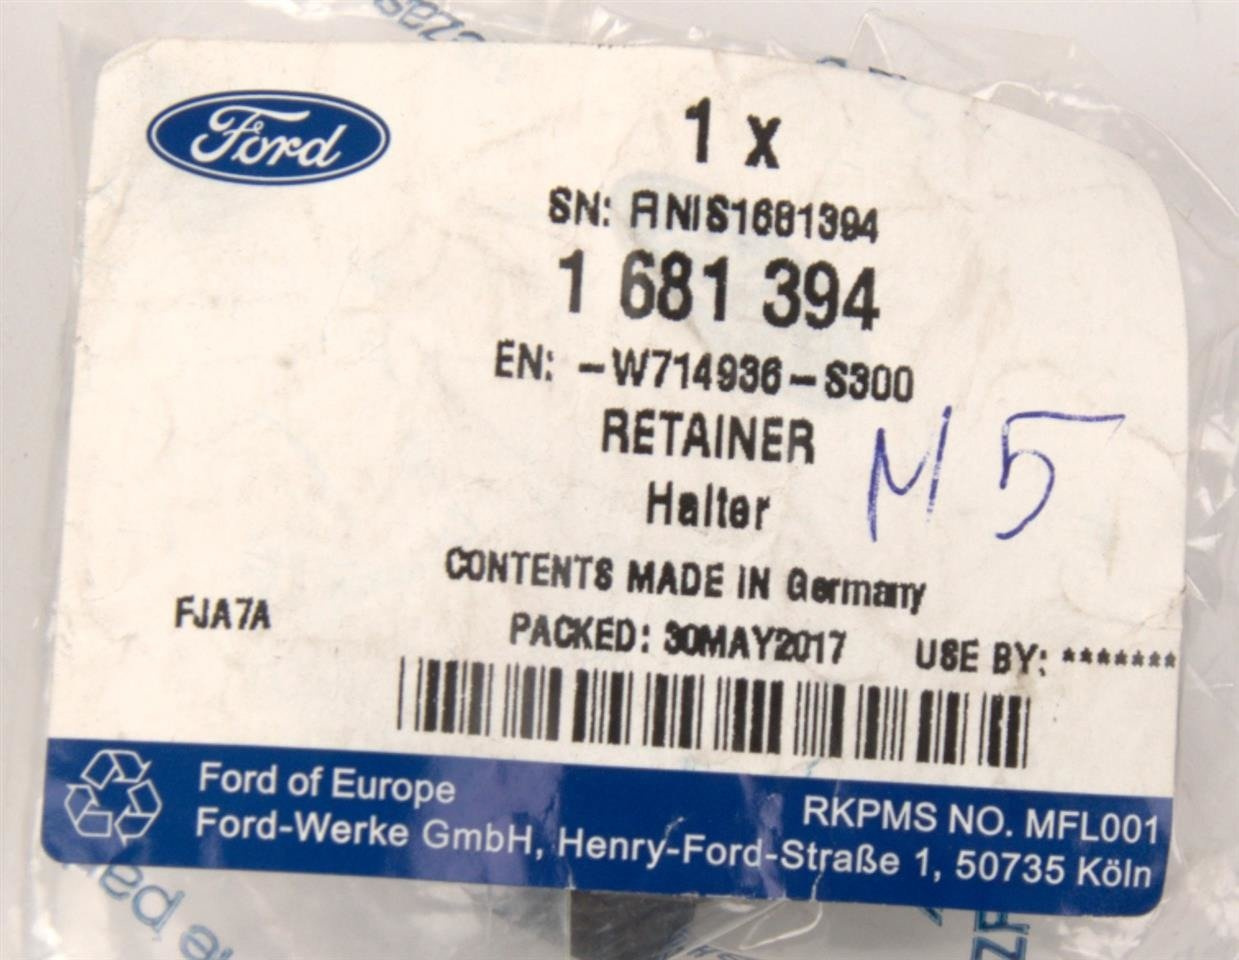 Ford
1 x
SN: RNIS1681394
1 681 394
EN: -W714936-S300
RETAINER
Halter
M5
CONTENTS MADE IN Germany
FJA7A
PACKED: 30MAY2017 USE BY: *******
Ford of Europe
RKPMS NO. MFL001
Ford-Werke GmbH, Henry-Ford-Straße 1, 50735 Köln